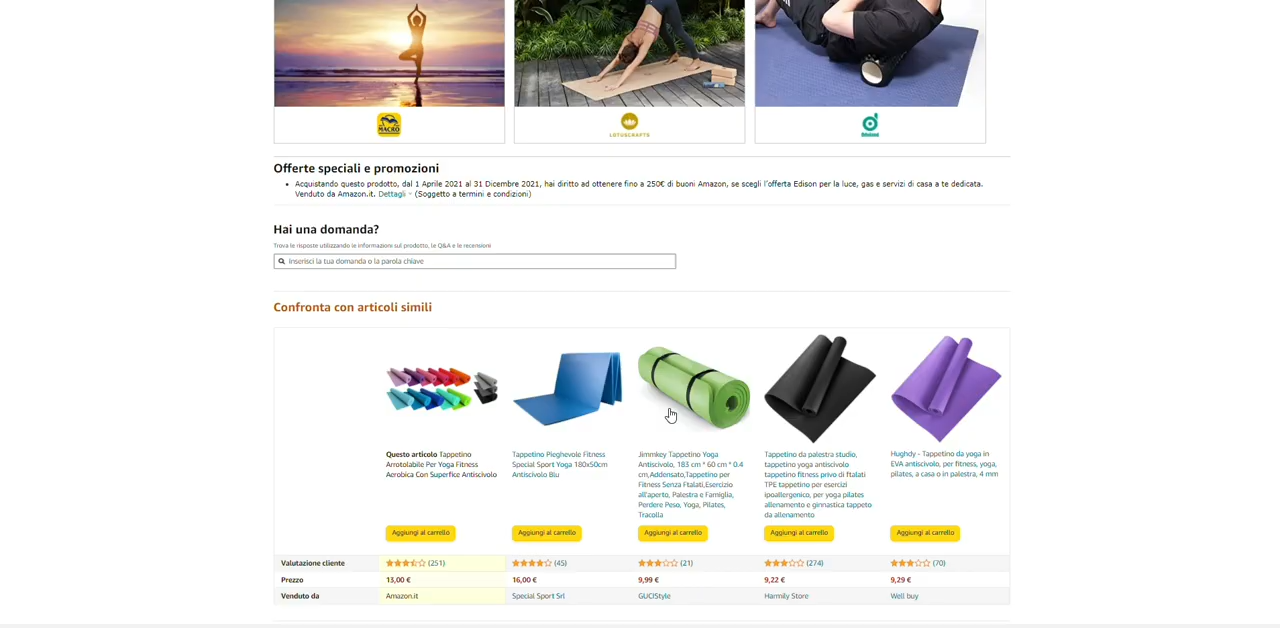 MACRO
LOTUSCRAFTS
Offerte speciali e promozioni
• Acquistando questo prodotto, dal 1 Aprile 2021 al 31 Dicembre 2021, hai diritto ad ottenere fino a 250€ di buoni Amazon, se scegli l'offerta Edison per la luce, gas e servizi di casa a te dedicata.
Venduto da Amazon.it. Dettagli (Soggetto a termini e condizioni)
Hai una domanda?
Trova le risposte utilizzando le informazioni sul prodotto, le Q&A e le recensioni
Inserisci la tua domanda o la parola chiave
Confronta con articoli simili
Questo articolo Tappetino
Arrotolabile Per Yoga Fitness
Aerobica Con Superfice Antiscivolo
Tappetino Pieghevole Fitness
Special Sport Yoga 180x50cm
Antiscivolo Blu
Jimmkey Tappetino Yoga
Antiscivolo, 183 cm * 60 cm * 0.4
cm,Addensato,Tappetino per
Fitness Senza Ftalati,Esercizio
all'aperto, Palestra e Famiglia,
Perdere Peso, Yoga, Pilates,
Tracolla
Tappetino da palestra studio,
tappetino yoga antiscivolo
tappetino fitness privo di ftalati
TPE tappetino per esercizi
ipoallergenico, per yoga pilates
allenamento e ginnastica tappeto
da allenamento
Hughdy - Tappetino da yoga in
EVA antiscivolo, per fitness, yoga,
pilates, a casa o in palestra, 4 mm
Aggiungi al carrello Aggiungi al carrello Aggiungi al carrello Aggiungi al carrello Aggiungi al carrello
Valutazione cliente (251) (45) (21) (274) (70)
Prezzo 13,00 € 16,00 € 9,99 € 9,22 € 9,29 €
Venduto da Amazon.it Special Sport Srl GUCIStyle Harmily Store Well buy